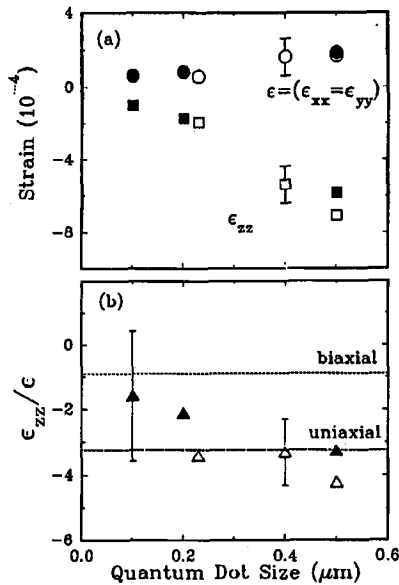 4
(a)
0
ϵ=(ϵxx=ϵyy)
-4
ϵzz
-8
Strain (10⁻⁴)
(b)
0
biaxial
-2
uniaxial
-4
-6
ϵzz/ϵ
0.0 0.2 0.4 0.6
Quantum Dot Size (μm)